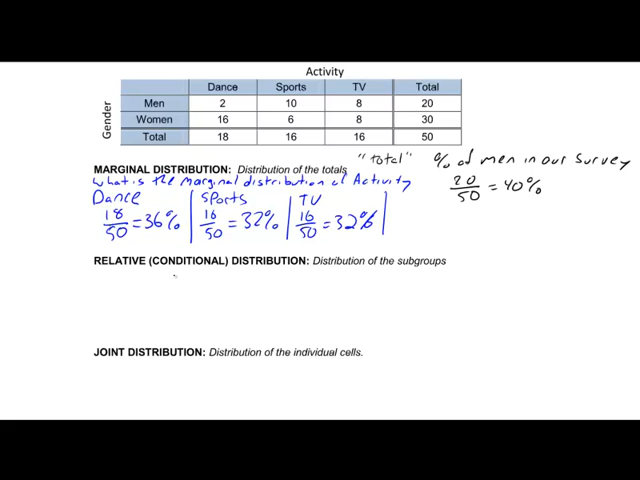 Activity
Gender
Dance Sports TV Total
Men 2 10 8 20
Women 16 6 8 30
Total 18 16 16 50
"total" % of men in our survey
MARGINAL DISTRIBUTION: Distribution of the totals
20/50 = 40%
What is the Marginal distribution of Activity
Dance Sports TV
18/50 = 36% 16/50 = 32% 16/50 = 32%
RELATIVE (CONDITIONAL) DISTRIBUTION: Distribution of the subgroups
JOINT DISTRIBUTION: Distribution of the individual cells.